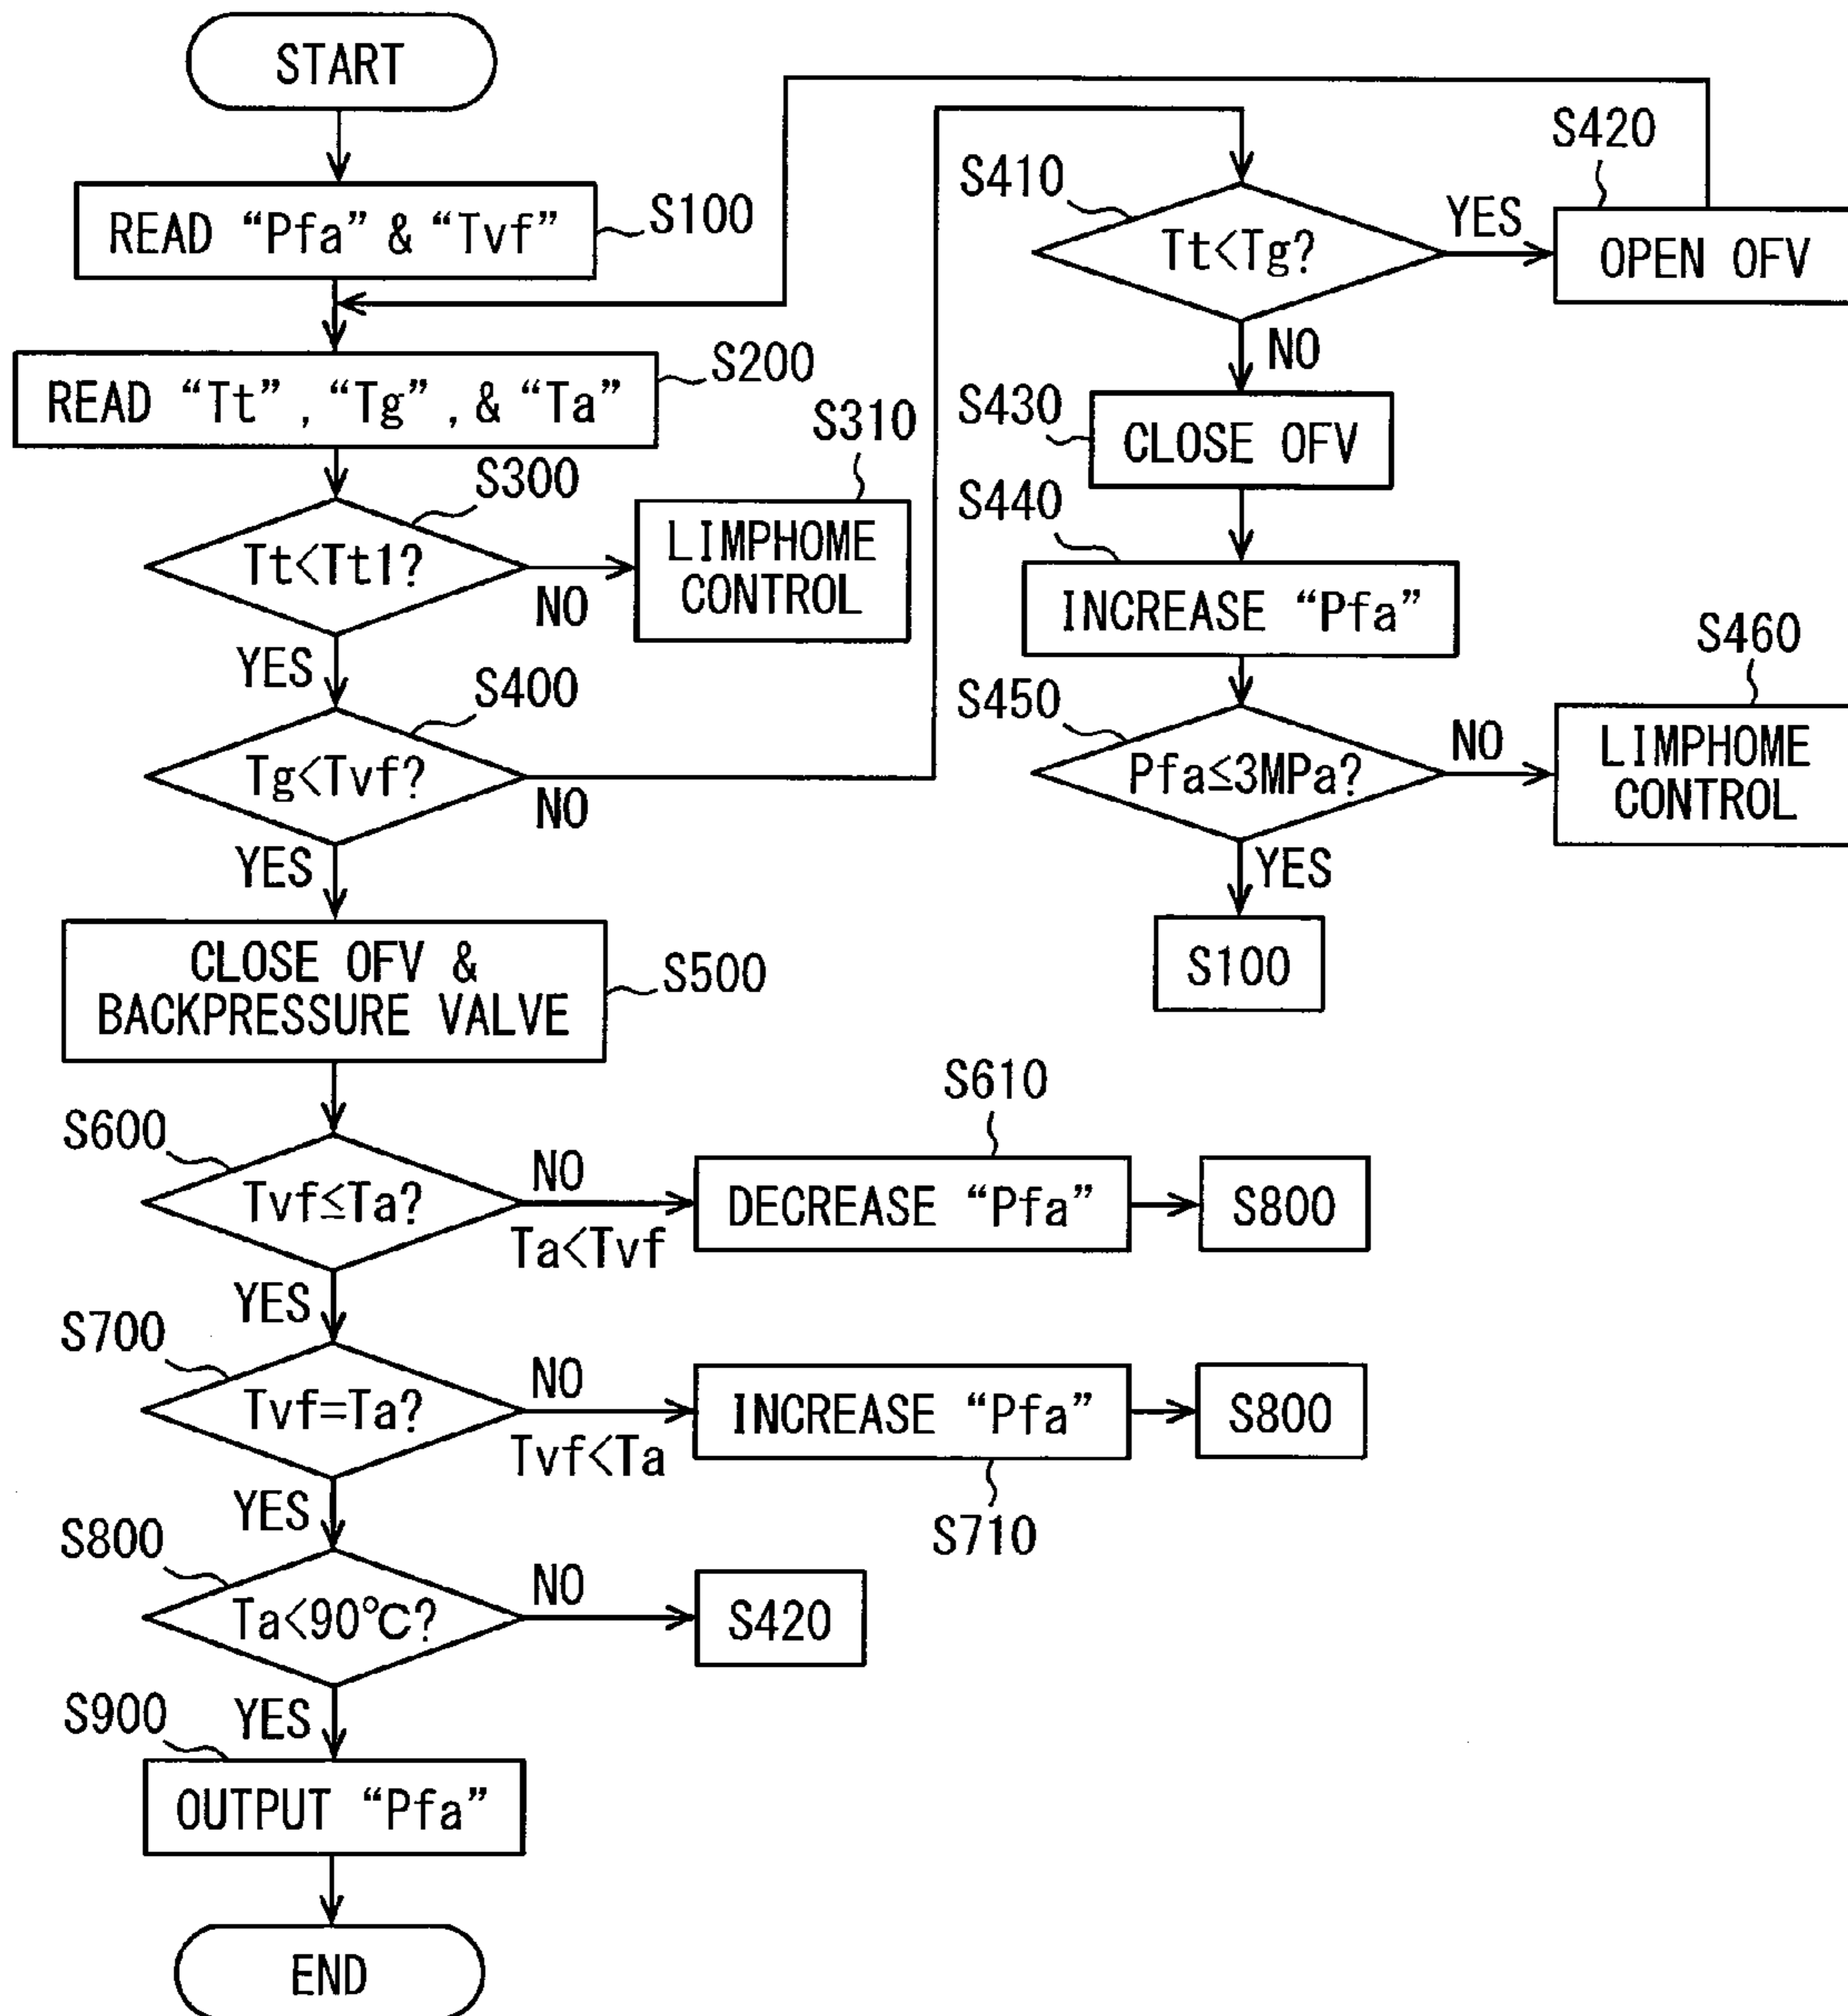 START
READ “Pfa” & “Tvf”
S100
READ “Tt”, “Tg”, & “Ta”
S200
S300
Tt<Tt1?
NO
S310
LIMPHOME
CONTROL
YES
S400
Tg<Tvf?
NO
YES
CLOSE OFV &
BACKPRESSURE VALVE
S500
S410
Tt<Tg?
YES
S420
OPEN OFV
NO
S430
CLOSE OFV
S440
INCREASE “Pfa”
S450
Pfa≤3MPa?
NO
S460
LIMPHOME
CONTROL
YES
S100
S600
Tvf≤Ta?
NO
Ta<Tvf
S610
DECREASE “Pfa”
S800
YES
S700
Tvf=Ta?
NO
Tvf<Ta
INCREASE “Pfa”
S710
S800
YES
S800
Ta<90℃?
NO
S420
YES
S900
OUTPUT “Pfa”
END